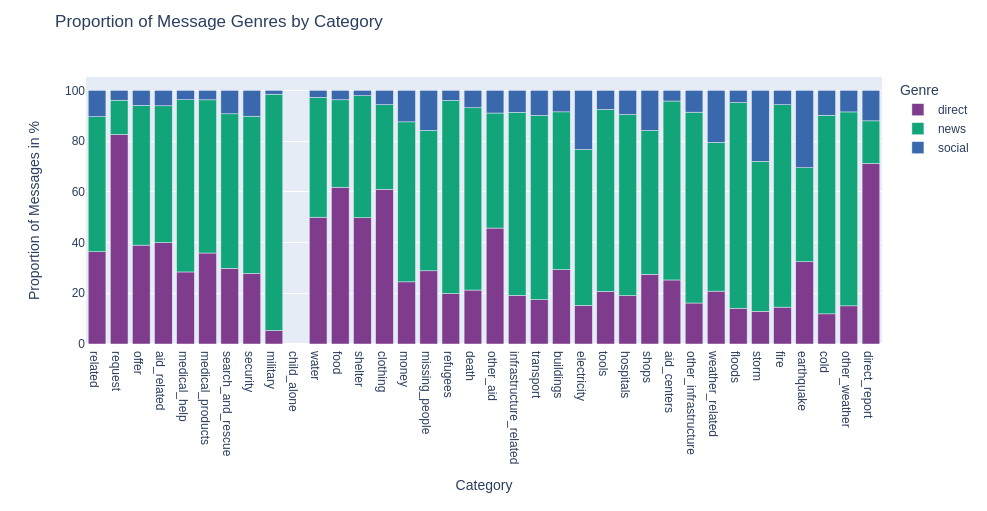 Proportion of Message Genres by Category
Genre
direct
news
social
Proportion of Messages in %
100
80
60
40
20
0
related
request
offer
aid_related
medical_help
medical_products
search_and_rescue
security
military
child_alone
water
food
shelter
clothing
money
missing_people
refugees
death
other_aid
infrastructure_related
transport
buildings
electricity
tools
hospitals
shops
aid_centers
other_infrastructure
weather_related
floods
storm
fire
earthquake
cold
other_weather
direct_report
Category